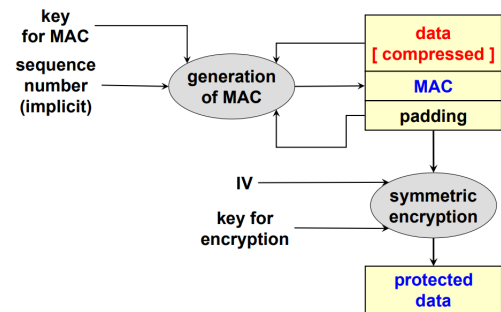 key
for MAC
sequence
number
(implicit)
generation
of MAC
data
[ compressed ]
MAC
padding
IV
key for
encryption
symmetric
encryption
protected
data